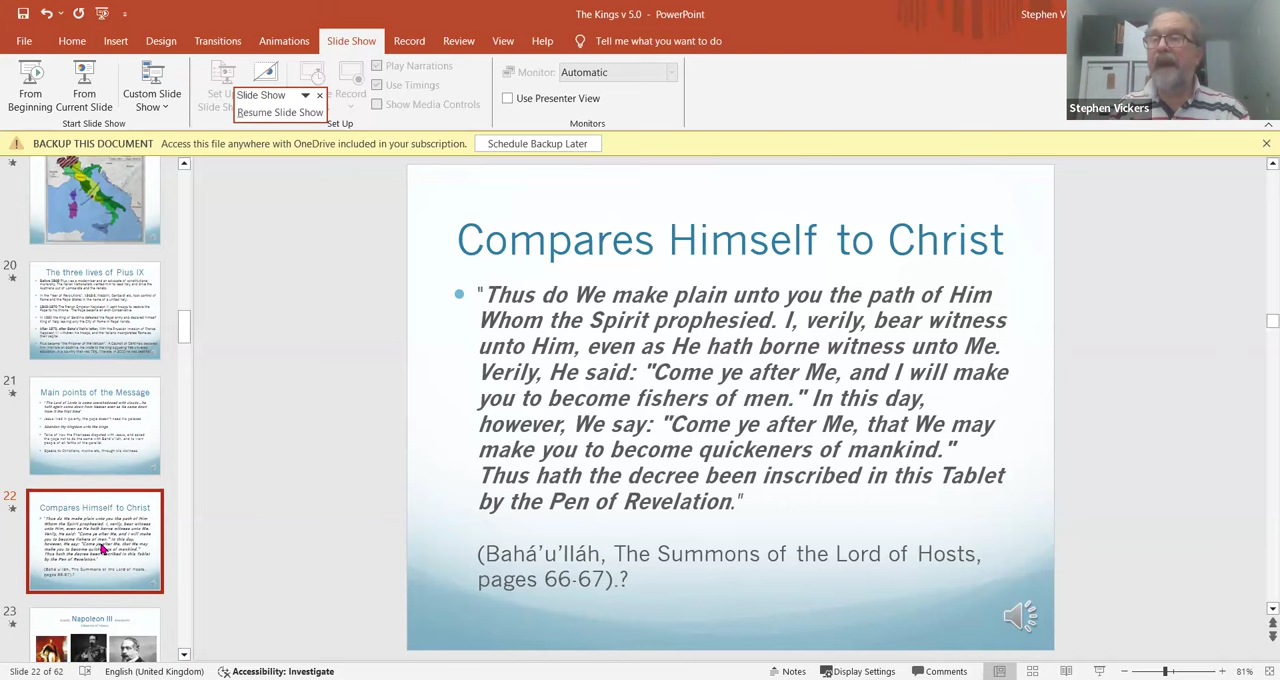 The Kings v 5.0 - PowerPoint
Stephen V
File Home Insert Design Transitions Animations Slide Show Record Review View Help Tell me what you want to do
From Beginning
From Current Slide
Custom Slide Show
Set Up
Slide Sh
Slide Show
Resume Slide Show
e Record
Play Narrations
Use Timings
Show Media Controls
Monitor: Automatic
Use Presenter View
Start Slide Show
Set Up
Monitors
Stephen Vickers
BACKUP THIS DOCUMENT Access this file anywhere with OneDrive included in your subscription. Schedule Backup Later
20
The three lives of Pius IX
21
Main points of the Message
22
Compares Himself to Christ
23
Napoleon III
Compares Himself to Christ
"Thus do We make plain unto you the path of Him
Whom the Spirit prophesied. I, verily, bear witness
unto Him, even as He hath borne witness unto Me.
Verily, He said: "Come ye after Me, and I will make
you to become fishers of men." In this day,
however, We say: "Come ye after Me, that We may
make you to become quickeners of mankind."
Thus hath the decree been inscribed in this Tablet
by the Pen of Revelation."
(Bahá'u'lláh, The Summons of the Lord of Hosts,
pages 66-67).?
Slide 22 of 62 English (United Kingdom) Accessibility: Investigate Notes Display Settings Comments 81%